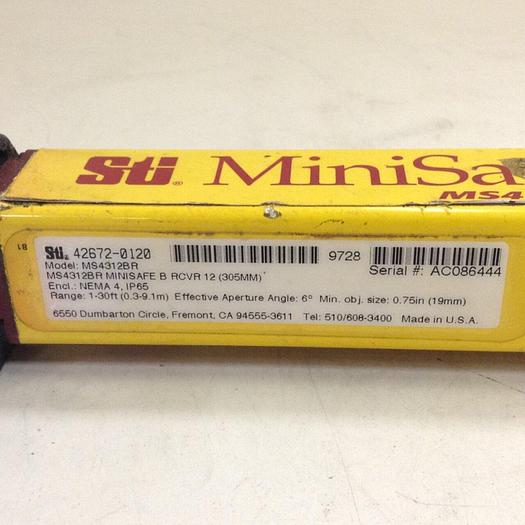 Sti® MiniSa
MS4
81
Sti® 42672-0120 9728
Model: MS4312BR Serial #: AC086444
MS4312BR MINISAFE B RCVR 12 (305MM)
Encl.: NEMA 4, IP65
Range: 1-30ft (0.3-9.1m) Effective Aperture Angle: 6° Min. obj. size: 0.75in (19mm)
6550 Dumbarton Circle, Fremont, CA 94555-3611 Tel: 510/608-3400 Made in U.S.A.